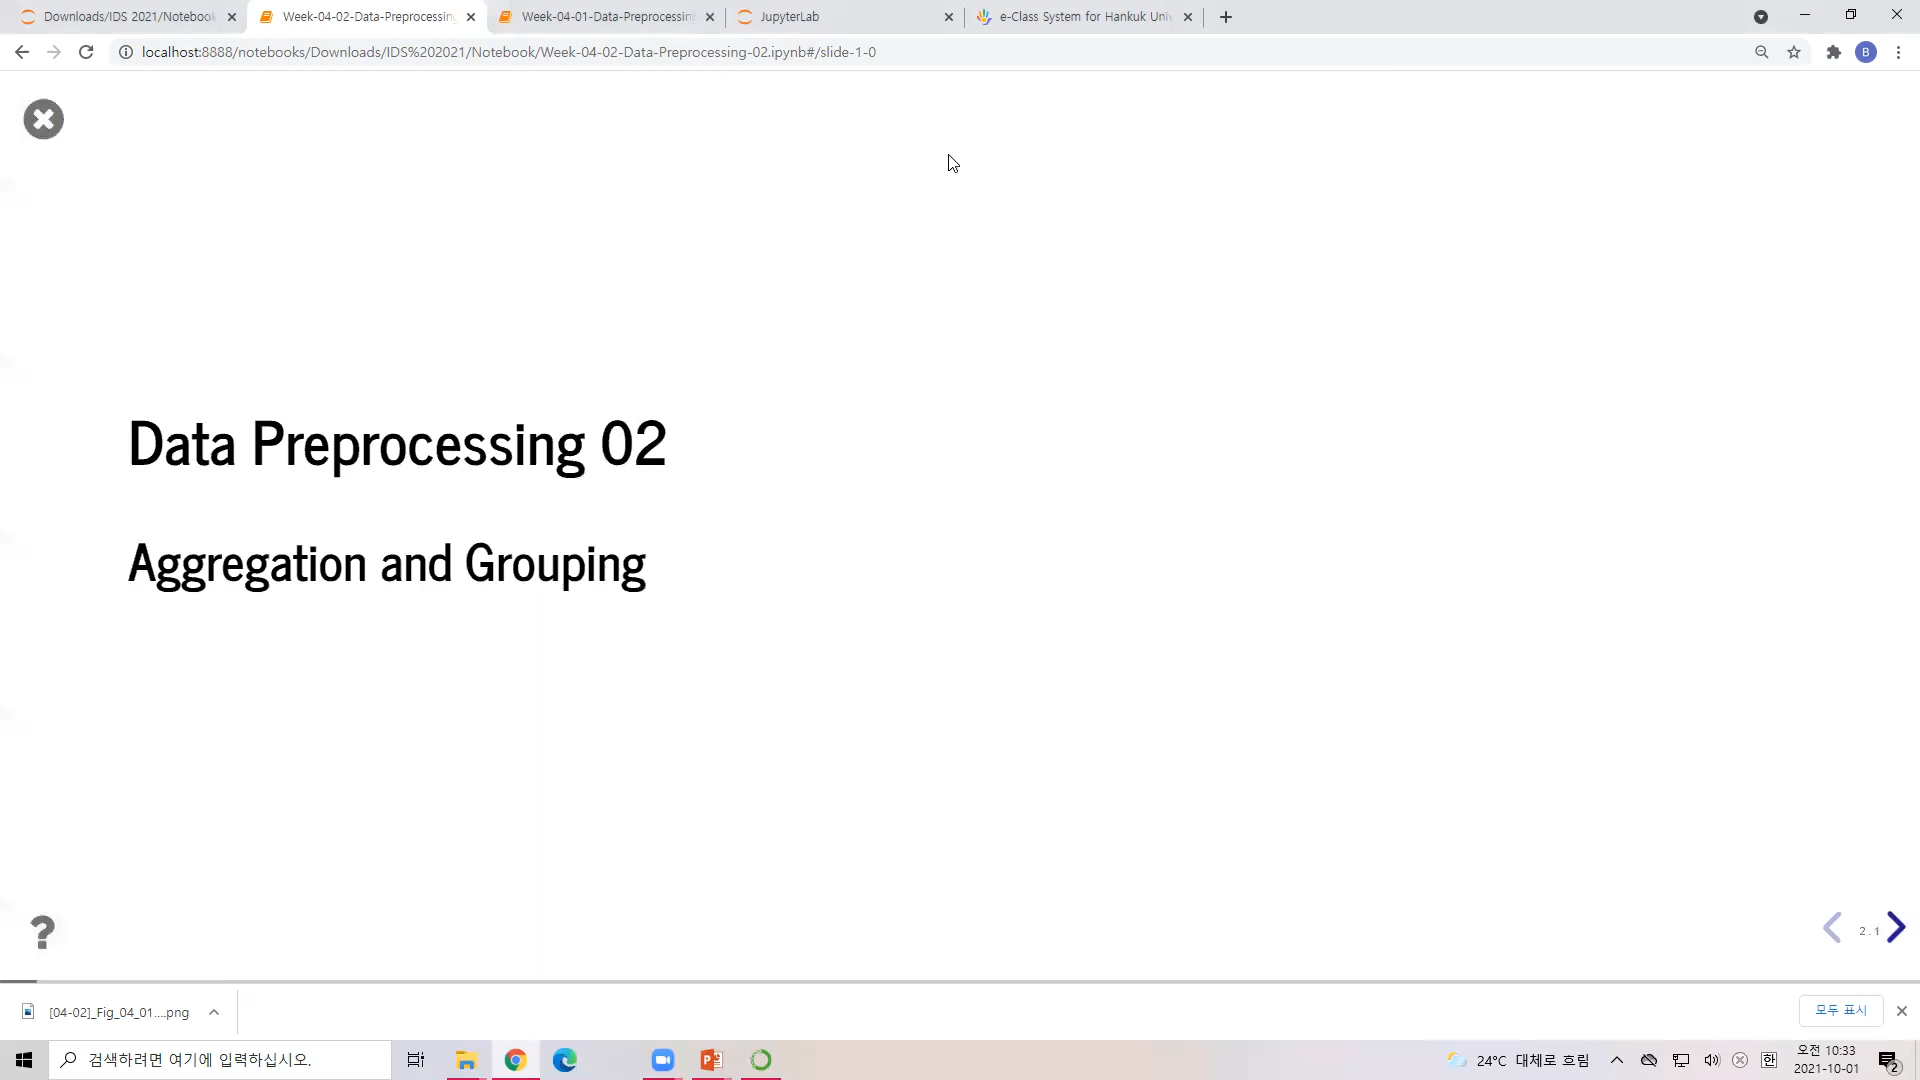 Downloads/IDS 2021/Notebook
Week-04-02-Data-Preprocessing
Week-04-01-Data-Preprocessin
JupyterLab
e-Class System for Hankuk Uni
localhost:8888/notebooks/Downloads/IDS%202021/Notebook/Week-04-02-Data-Preprocessing-02.ipynb#/slide-1-0
B
Data Preprocessing 02
Aggregation and Grouping
?
2.1
[04-02]_Fig_04_01....png
모두 표시
검색하려면 여기에 입력하십시오.
24°C 대체로 흐림
한
오전 10:33
2021-10-01
2